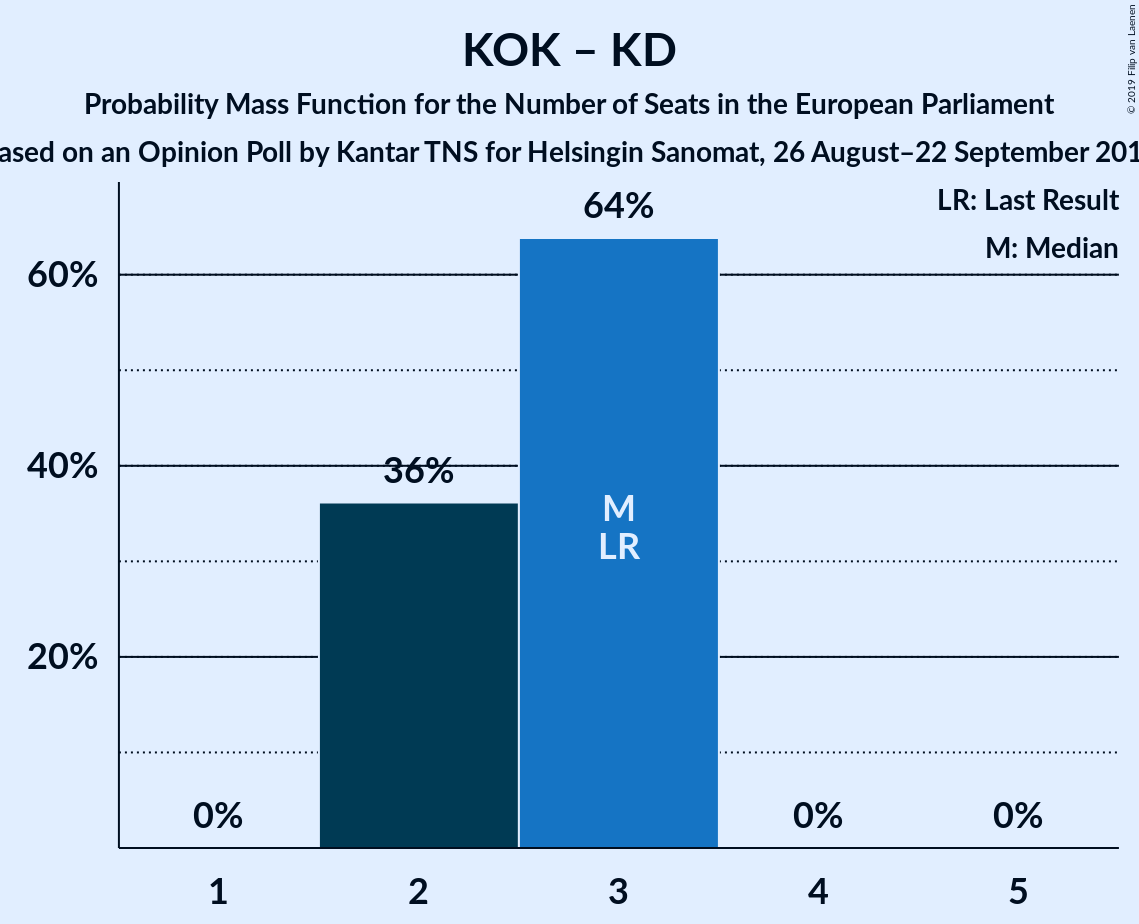 KOK – KD
Probability Mass Function for the Number of Seats in the European Parliament
ased on an Opinion Poll by Kantar TNS for Helsingin Sanomat, 26 August–22 September 201
© 2019 Filip van Laenen
LR: Last Result
M: Median
60%
40%
20%
0%
36%
64%
M
LR
0%
0%
1
2
3
4
5